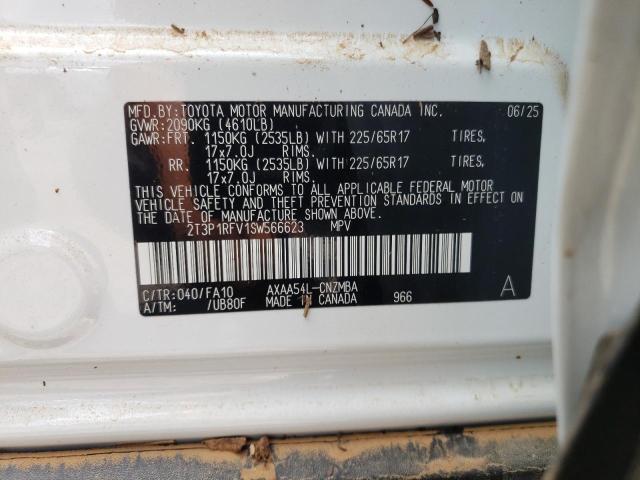 MFD.BY:TOYOTA MOTOR MANUFACTURING CANADA INC. 06/25
GVWR:2090KG (4610LB)
GAWR:FRT. 1150KG (2535LB) WITH 225/65R17 TIRES,
17x7.0J RIMS.
RR. 1150KG (2535LB) WITH 225/65R17 TIRES,
17x7.0J RIMS.
THIS VEHICLE CONFORMS TO ALL APPLICABLE FEDERAL MOTOR
VEHICLE SAFETY AND THEFT PREVENTION STANDARDS IN EFFECT ON
THE DATE OF MANUFACTURE SHOWN ABOVE.
2T3P1RFV1SW566623 MPV
C/TR:040/FA10 AXAA54L-CNZMBA
A/TM: /UB80F MADE IN CANADA 966 A